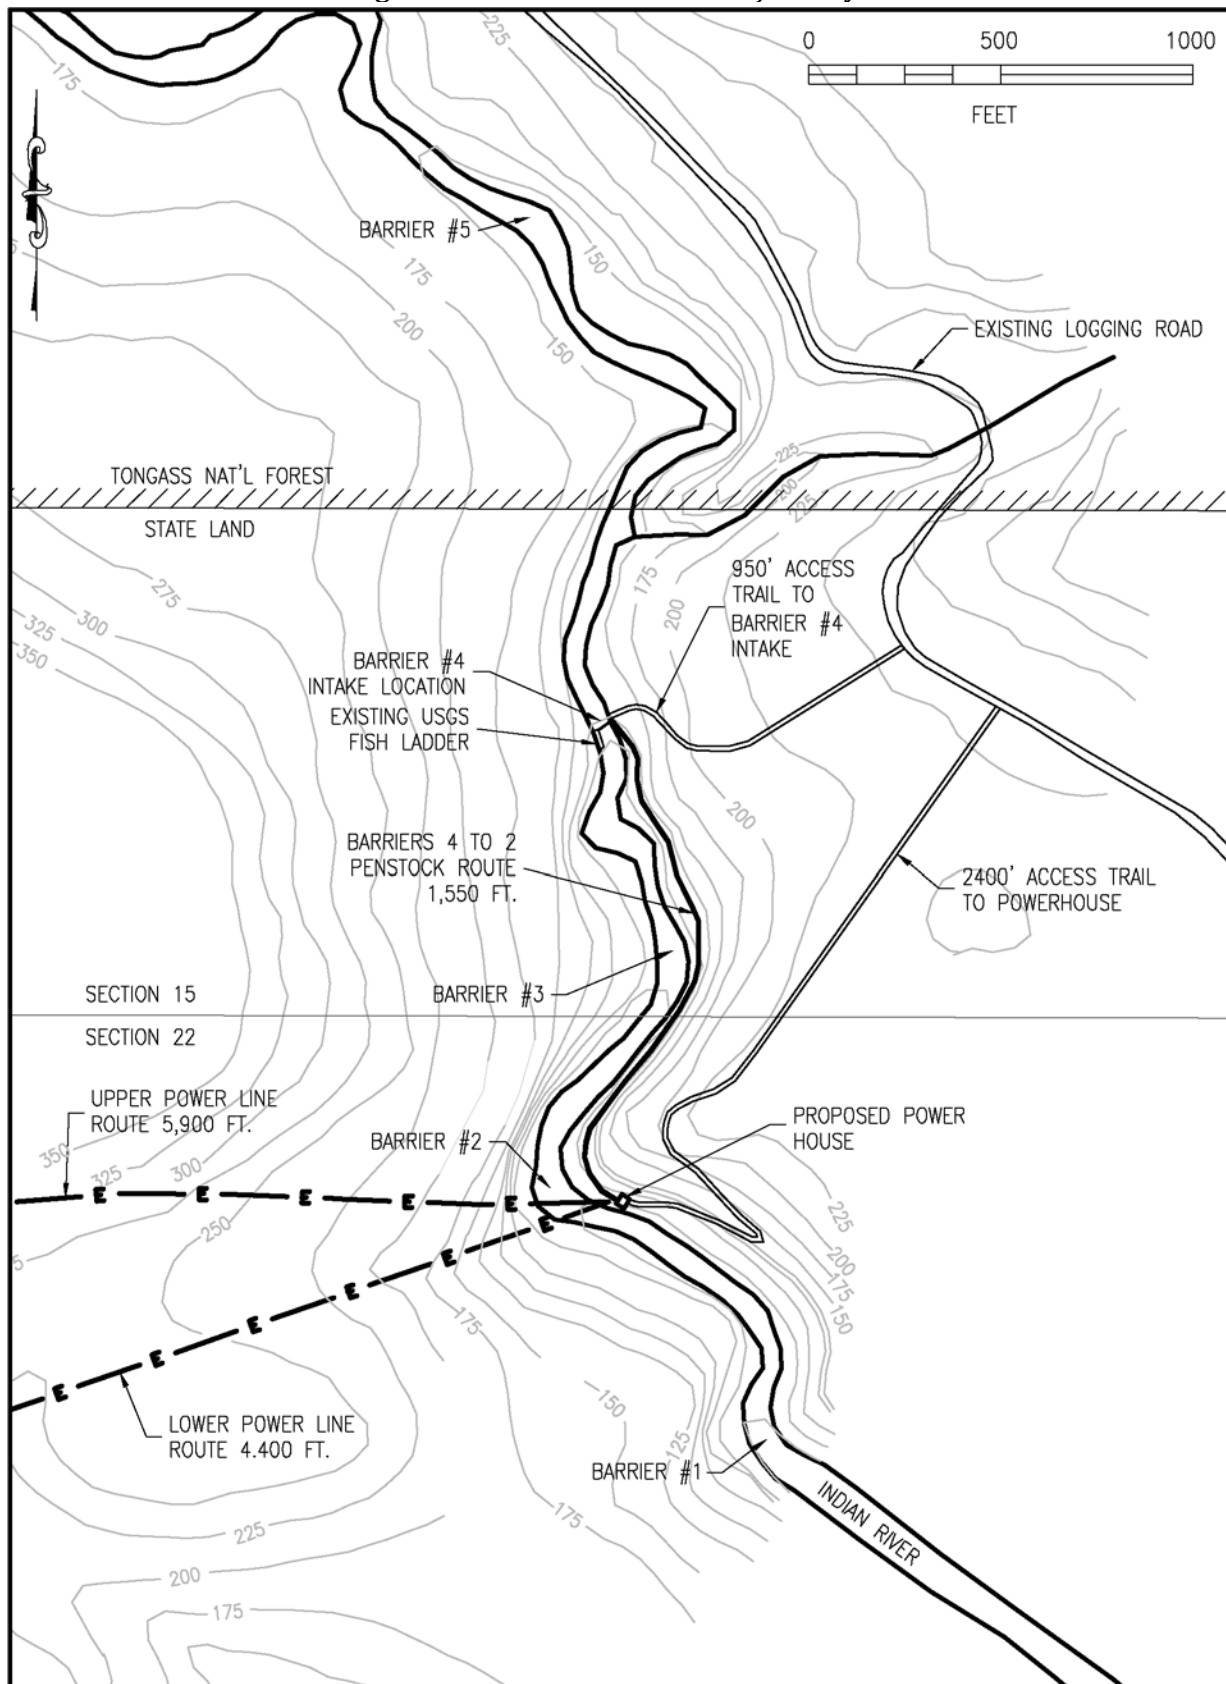 225
0 500 1000
FEET
175
BARRIER #5
150
175
200
150
EXISTING LOGGING ROAD
225
200
225
TONGASS NAT'L FOREST
STATE LAND
275
300
325
350
175
200
950' ACCESS
TRAIL TO
BARRIER #4
INTAKE
BARRIER #4
INTAKE LOCATION
EXISTING USGS
FISH LADDER
200
BARRIERS 4 TO 2
PENSTOCK ROUTE
1,550 FT.
2400' ACCESS TRAIL
TO POWERHOUSE
BARRIER #3
SECTION 15
SECTION 22
UPPER POWER LINE
ROUTE 5,900 FT.
BARRIER #2
PROPOSED POWER
HOUSE
350
325
300
E E E E E
250
E E E E E E
225
200
175
150
175
LOWER POWER LINE
ROUTE 4.400 FT.
150
125
BARRIER #1
175
INDIAN RIVER
225
200
175